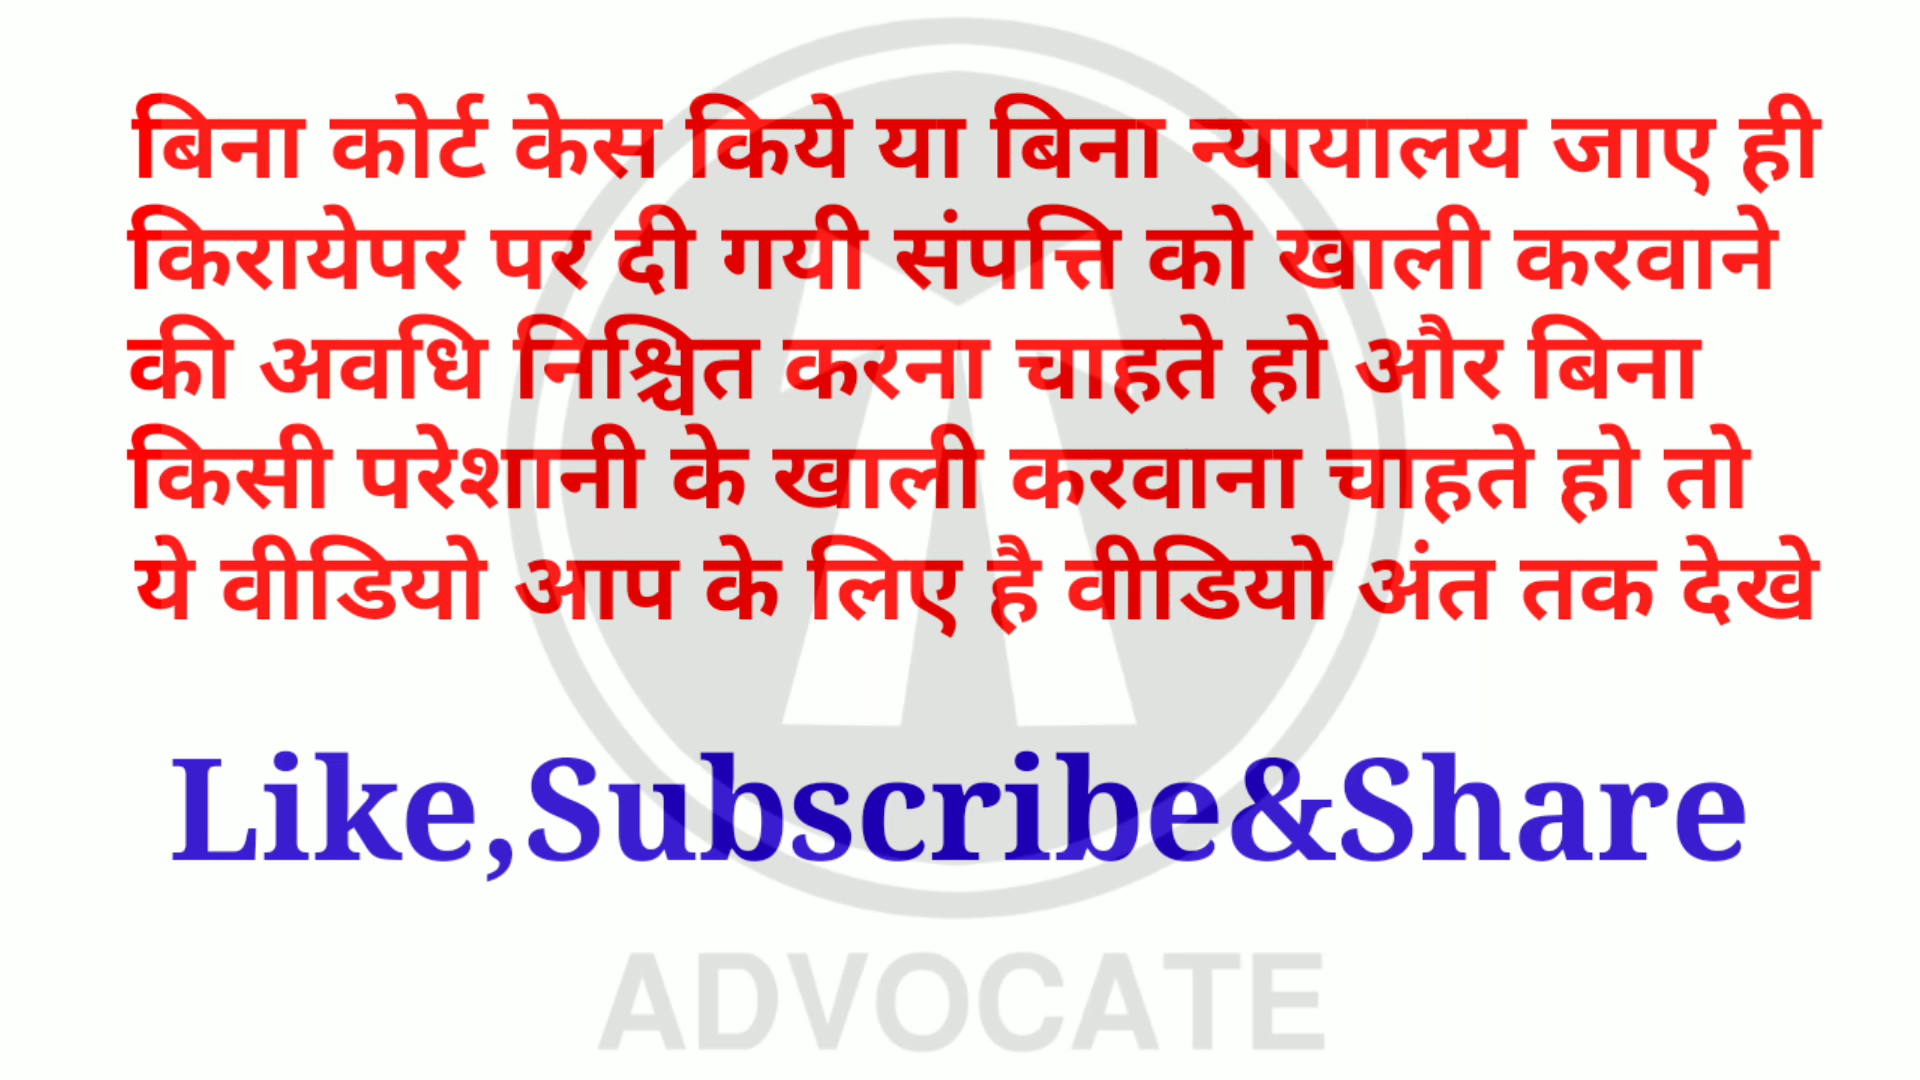 बिना कोर्ट केस किये या बिना न्यायालय जाए ही
किरायेपर पर दी गयी संपत्ति को खाली करवाने
की अवधि निश्चित करना चाहते हो और बिना
किसी परेशानी के खाली करवाना चाहते हो तो
ये वीडियो आप के लिए है वीडियो अंत तक देखे
Like,Subscribe&Share
ADVOCATE